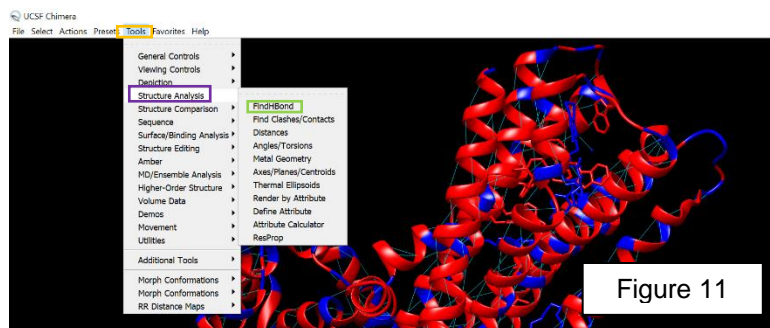 UCSF Chimera
File Select Actions Presets Tools Favorites Help
General Controls
Viewing Controls
Depiction
Structure Analysis
Structure Comparison
Sequence
Surface/Binding Analysis
Structure Editing
Amber
MD/Ensemble Analysis
Higher-Order Structure
Volume Data
Demos
Movement
Utilities
Additional Tools
Morph Conformations
Morph Conformations
RR Distance Maps
FindHBond
Find Clashes/Contacts
Distances
Angles/Torsions
Metal Geometry
Axes/Planes/Centroids
Thermal Ellipsoids
Render by Attribute
Define Attribute
Attribute Calculator
ResProp
Figure 11